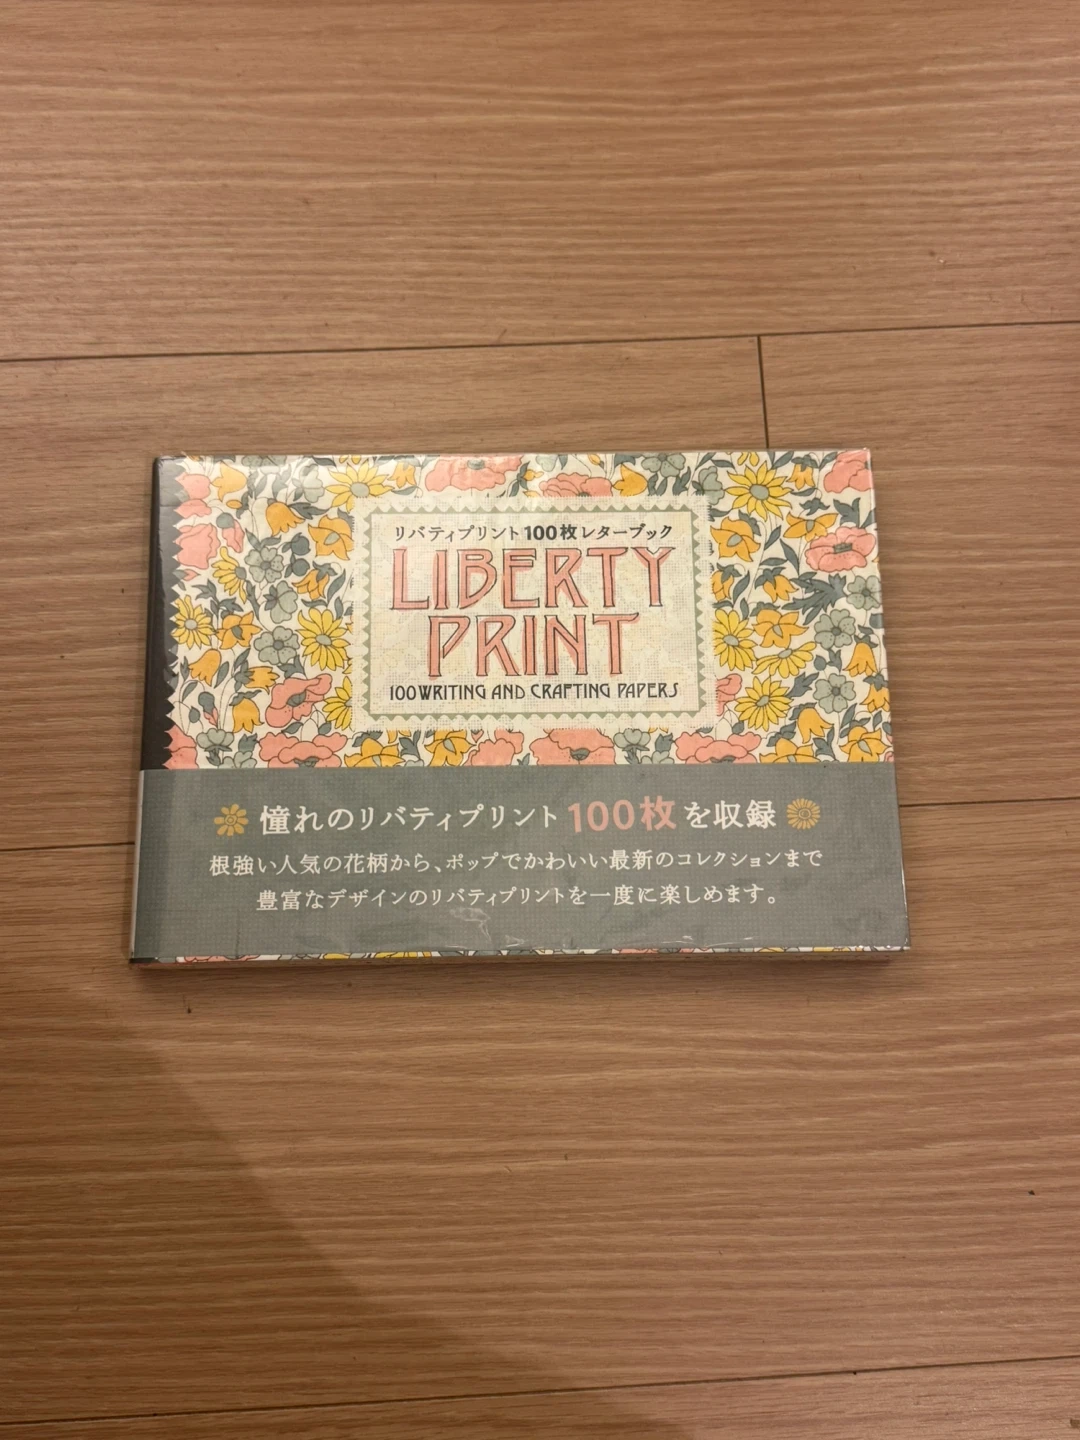 リバティプリント100枚レターブック
LIBERTY
PRINT
100 WRITING AND CRAFTING PAPERS
憧れのリバティプリント100枚を収録
根強い人気の花柄から、ポップでかわいい最新のコレクションまで
豊富なデザインのリバティプリントを一度に楽しめます。